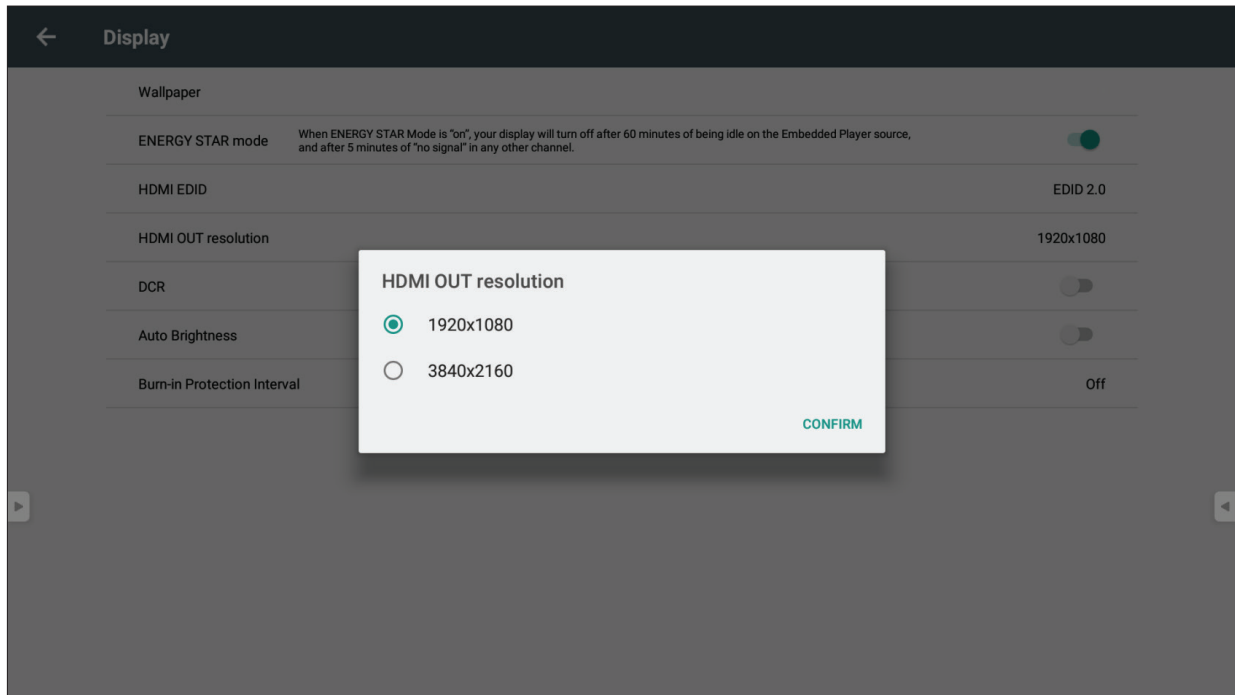 Display
Wallpaper
ENERGY STAR mode
When ENERGY STAR Mode is "on", your display will turn off after 60 minutes of being idle on the Embedded Player source,
and after 5 minutes of "no signal" in any other channel.
HDMI EDID
EDID 2.0
HDMI OUT resolution
1920x1080
DCR
Auto Brightness
Burn-in Protection Interval
Off
HDMI OUT resolution
1920x1080
3840x2160
CONFIRM